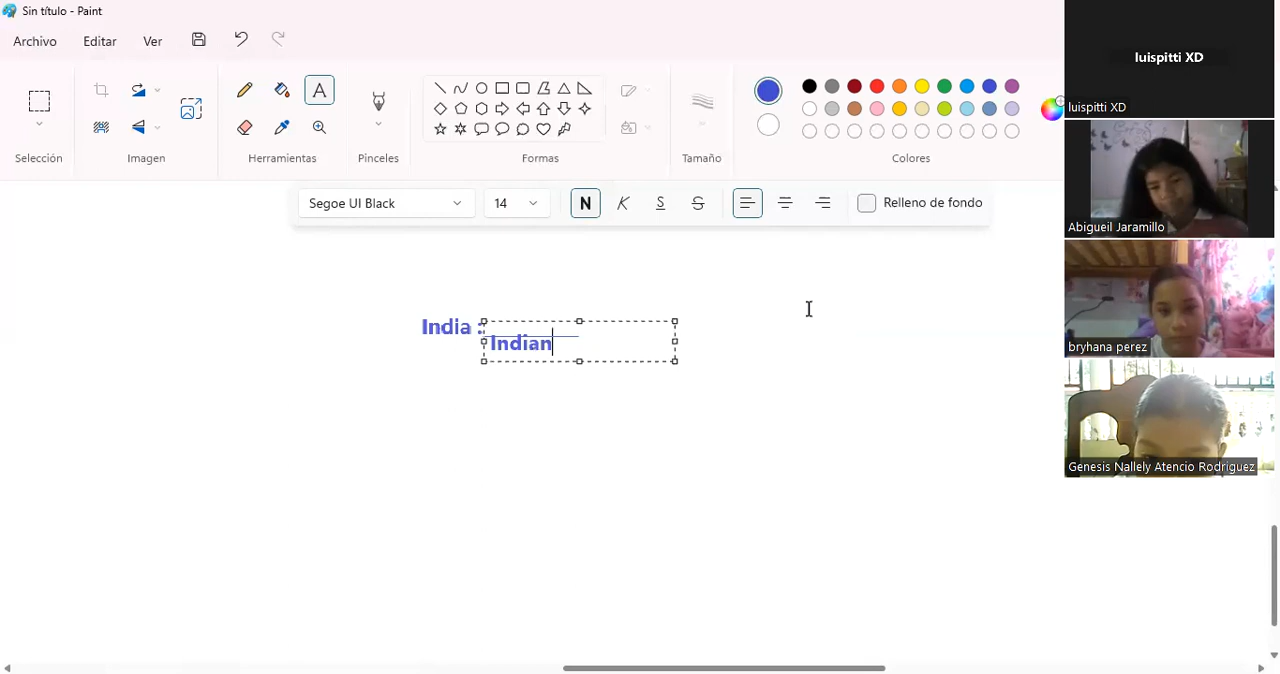 Sin título - Paint
Archivo Editar Ver
Selección Imagen Herramientas Pinceles Formas Tamaño Colores
Segoe UI Black 14 N K S S Relleno de fondo
India :
Indian
luispitti XD
luispitti XD
Abigueil Jaramillo
bryhana perez
Genesis Nallely Atencio Rodriguez